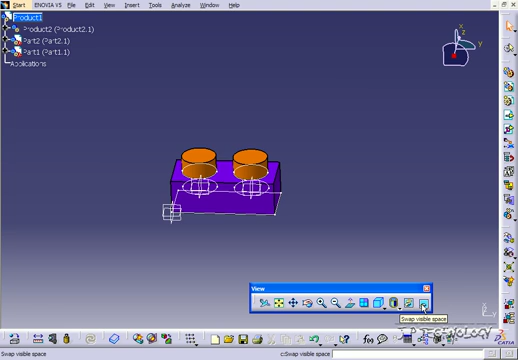 Start ENOVIA V5 File Edit View Insert Tools Analyze Window Help
Product1
Product2 (Product2.1)
Part2 (Part2.1)
Part1 (Part1.1)
Applications
x
z
y
View
Swap visible space
f(x)
CATIA
Swap visible space
c:Swap visible space